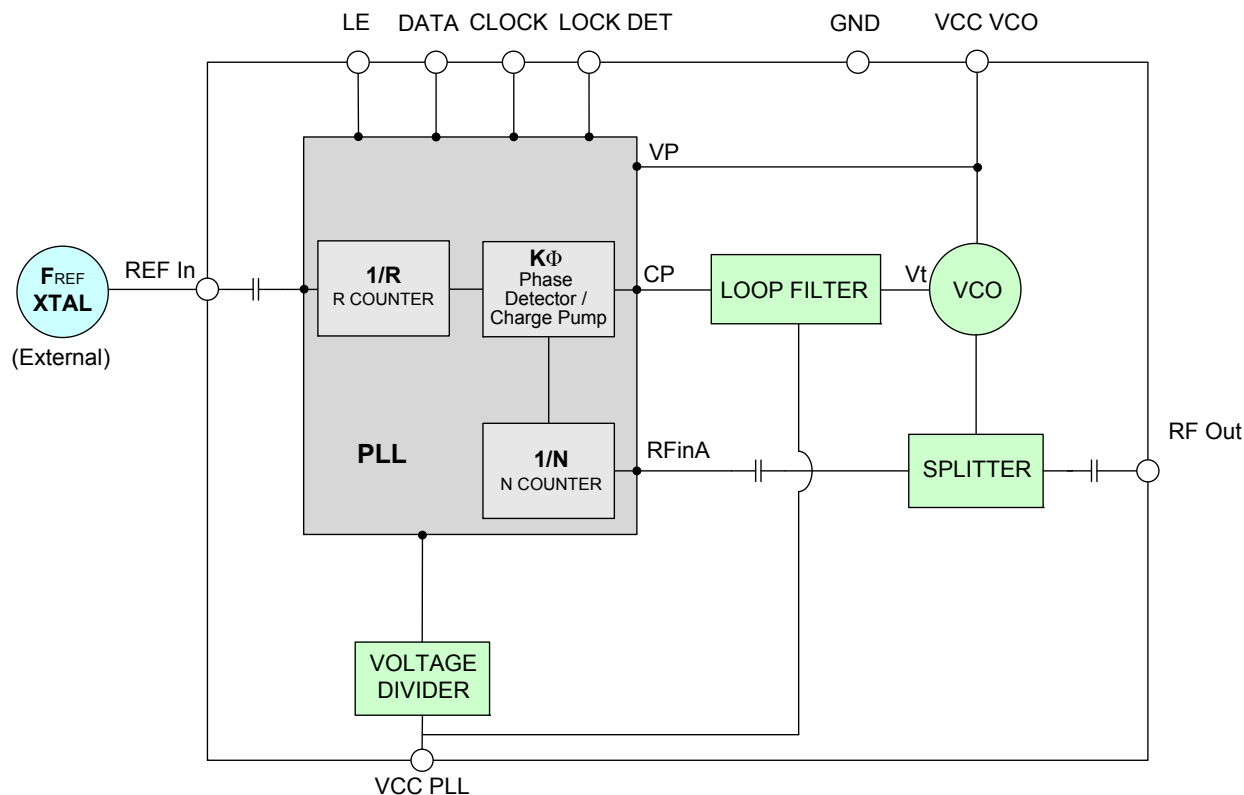 LE
DATA
CLOCK
LOCK DET
GND
VCC VCO
VP
FREF
XTAL
(External)
REF In
1/R
R COUNTER
KΦ
Phase
Detector /
Charge Pump
CP
LOOP FILTER
Vt
VCO
PLL
1/N
N COUNTER
RFinA
SPLITTER
RF Out
VOLTAGE
DIVIDER
VCC PLL